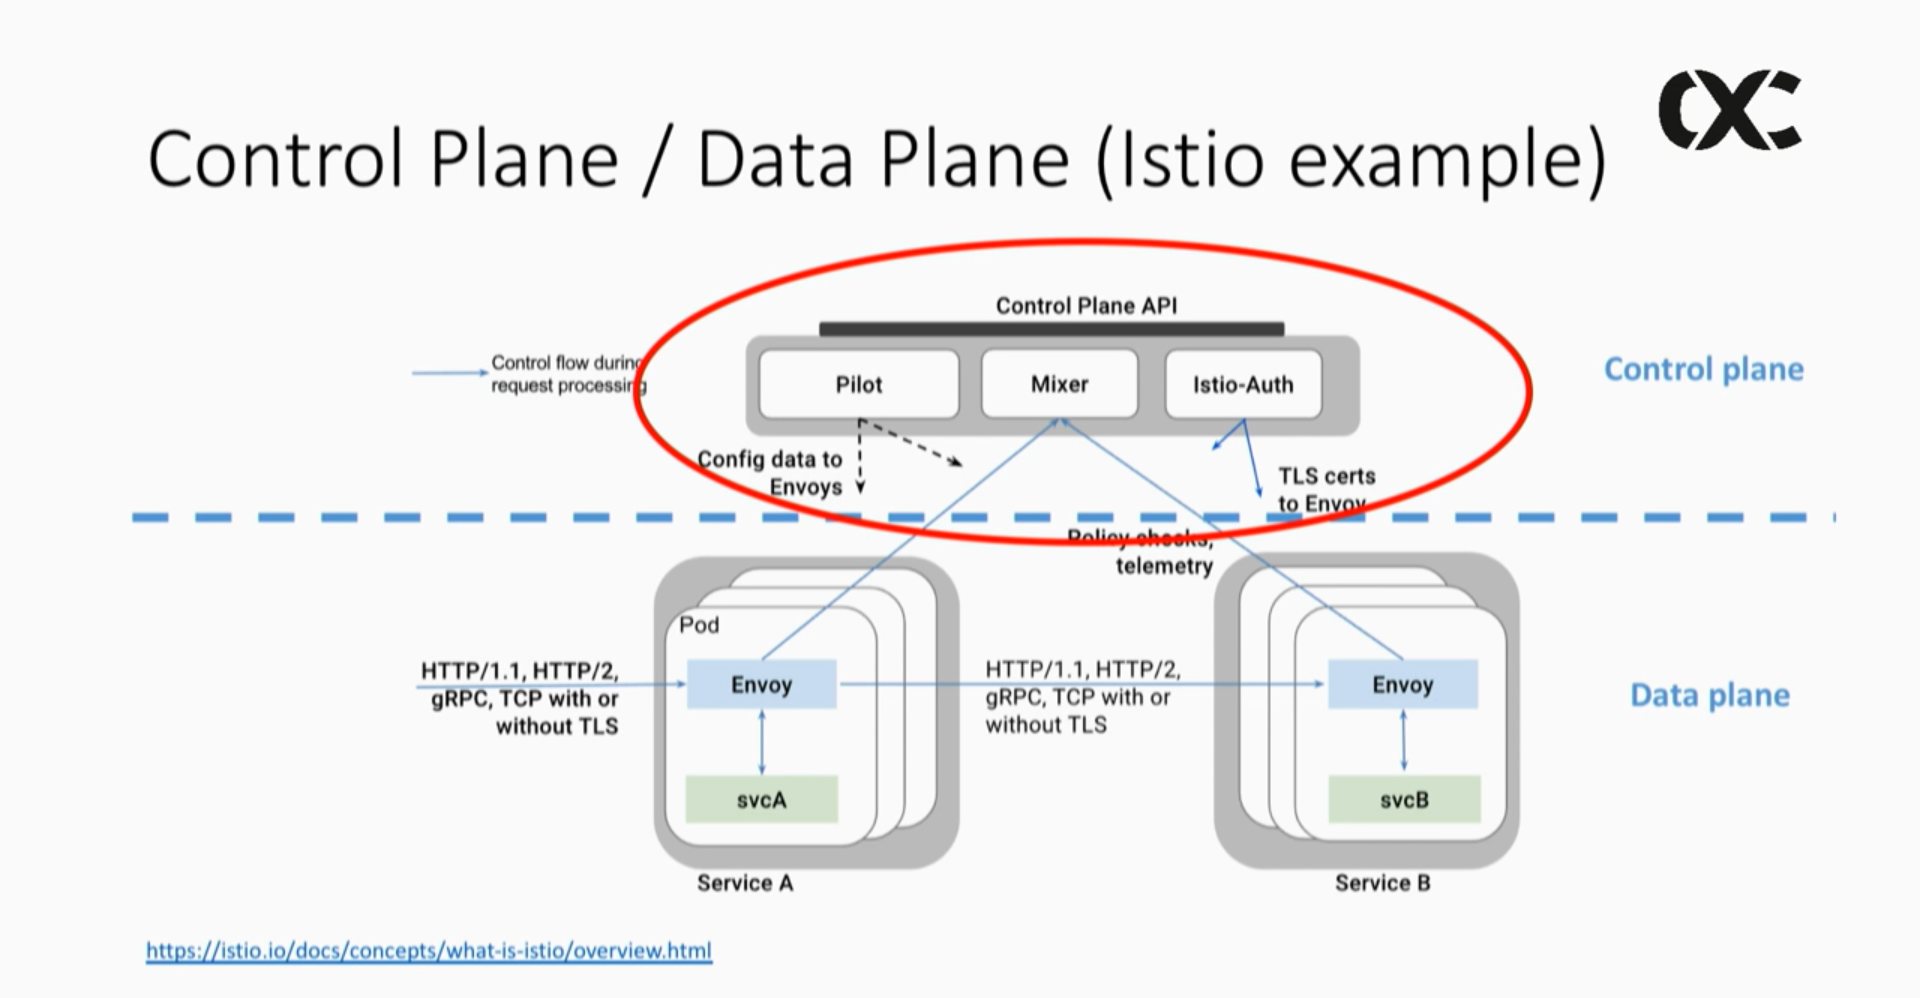 Control Plane / Data Plane (Istio example)
Control Plane API
Control flow during
request processing
Pilot
Mixer
Istio-Auth
Control plane
Config data to
Envoys
TLS certs
to Envoy
Policy checks,
telemetry
Pod
HTTP/1.1, HTTP/2,
gRPC, TCP with or
without TLS
Envoy
HTTP/1.1, HTTP/2,
gRPC, TCP with or
without TLS
Envoy
Data plane
svcA
svcB
Service A
Service B
https://istio.io/docs/concepts/what-is-istio/overview.html